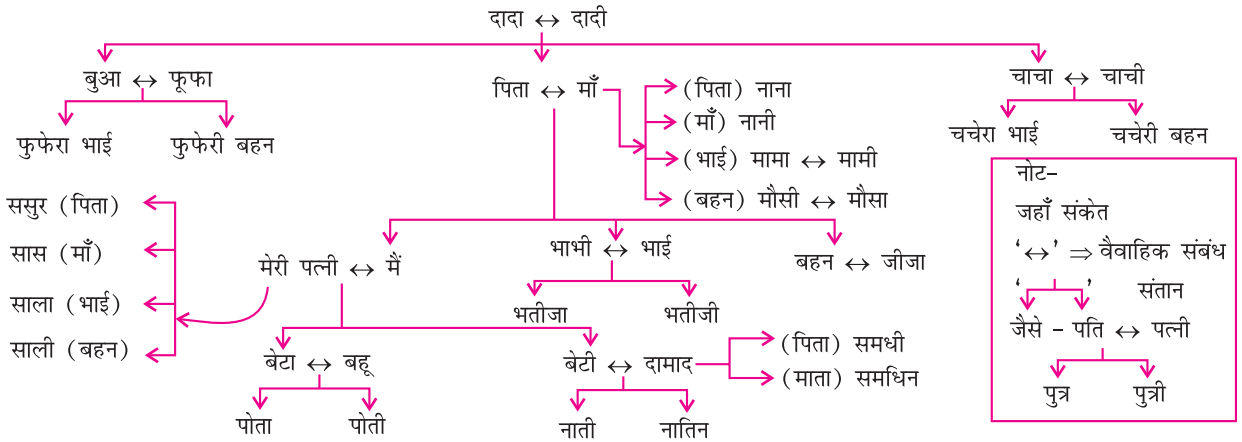 दादा ↔ दादी
बुआ ↔ फूफा
पिता ↔ माँ
चाचा ↔ चाची
(पिता) नाना
(माँ) नानी
(भाई) मामा ↔ मामी
(बहन) मौसी ↔ मौसा
फुफेरा भाई
फुफेरी बहन
चचेरा भाई
चचेरी बहन
ससुर (पिता)
सास (माँ)
साला (भाई)
साली (बहन)
मेरी पत्नी ↔ मैं
भाभी ↔ भाई
बहन ↔ जीजा
भतीजा
भतीजी
बेटा ↔ बहू
बेटी ↔ दामाद
(पिता) समधी
(माता) समधिन
पोता
पोती
नाती
नातिन
नोट–
जहाँ संकेत
‘↔’ ⇒ वैवाहिक संबंध
‘ ’ संतान
जैसे – पति ↔ पत्नी
पुत्र
पुत्री